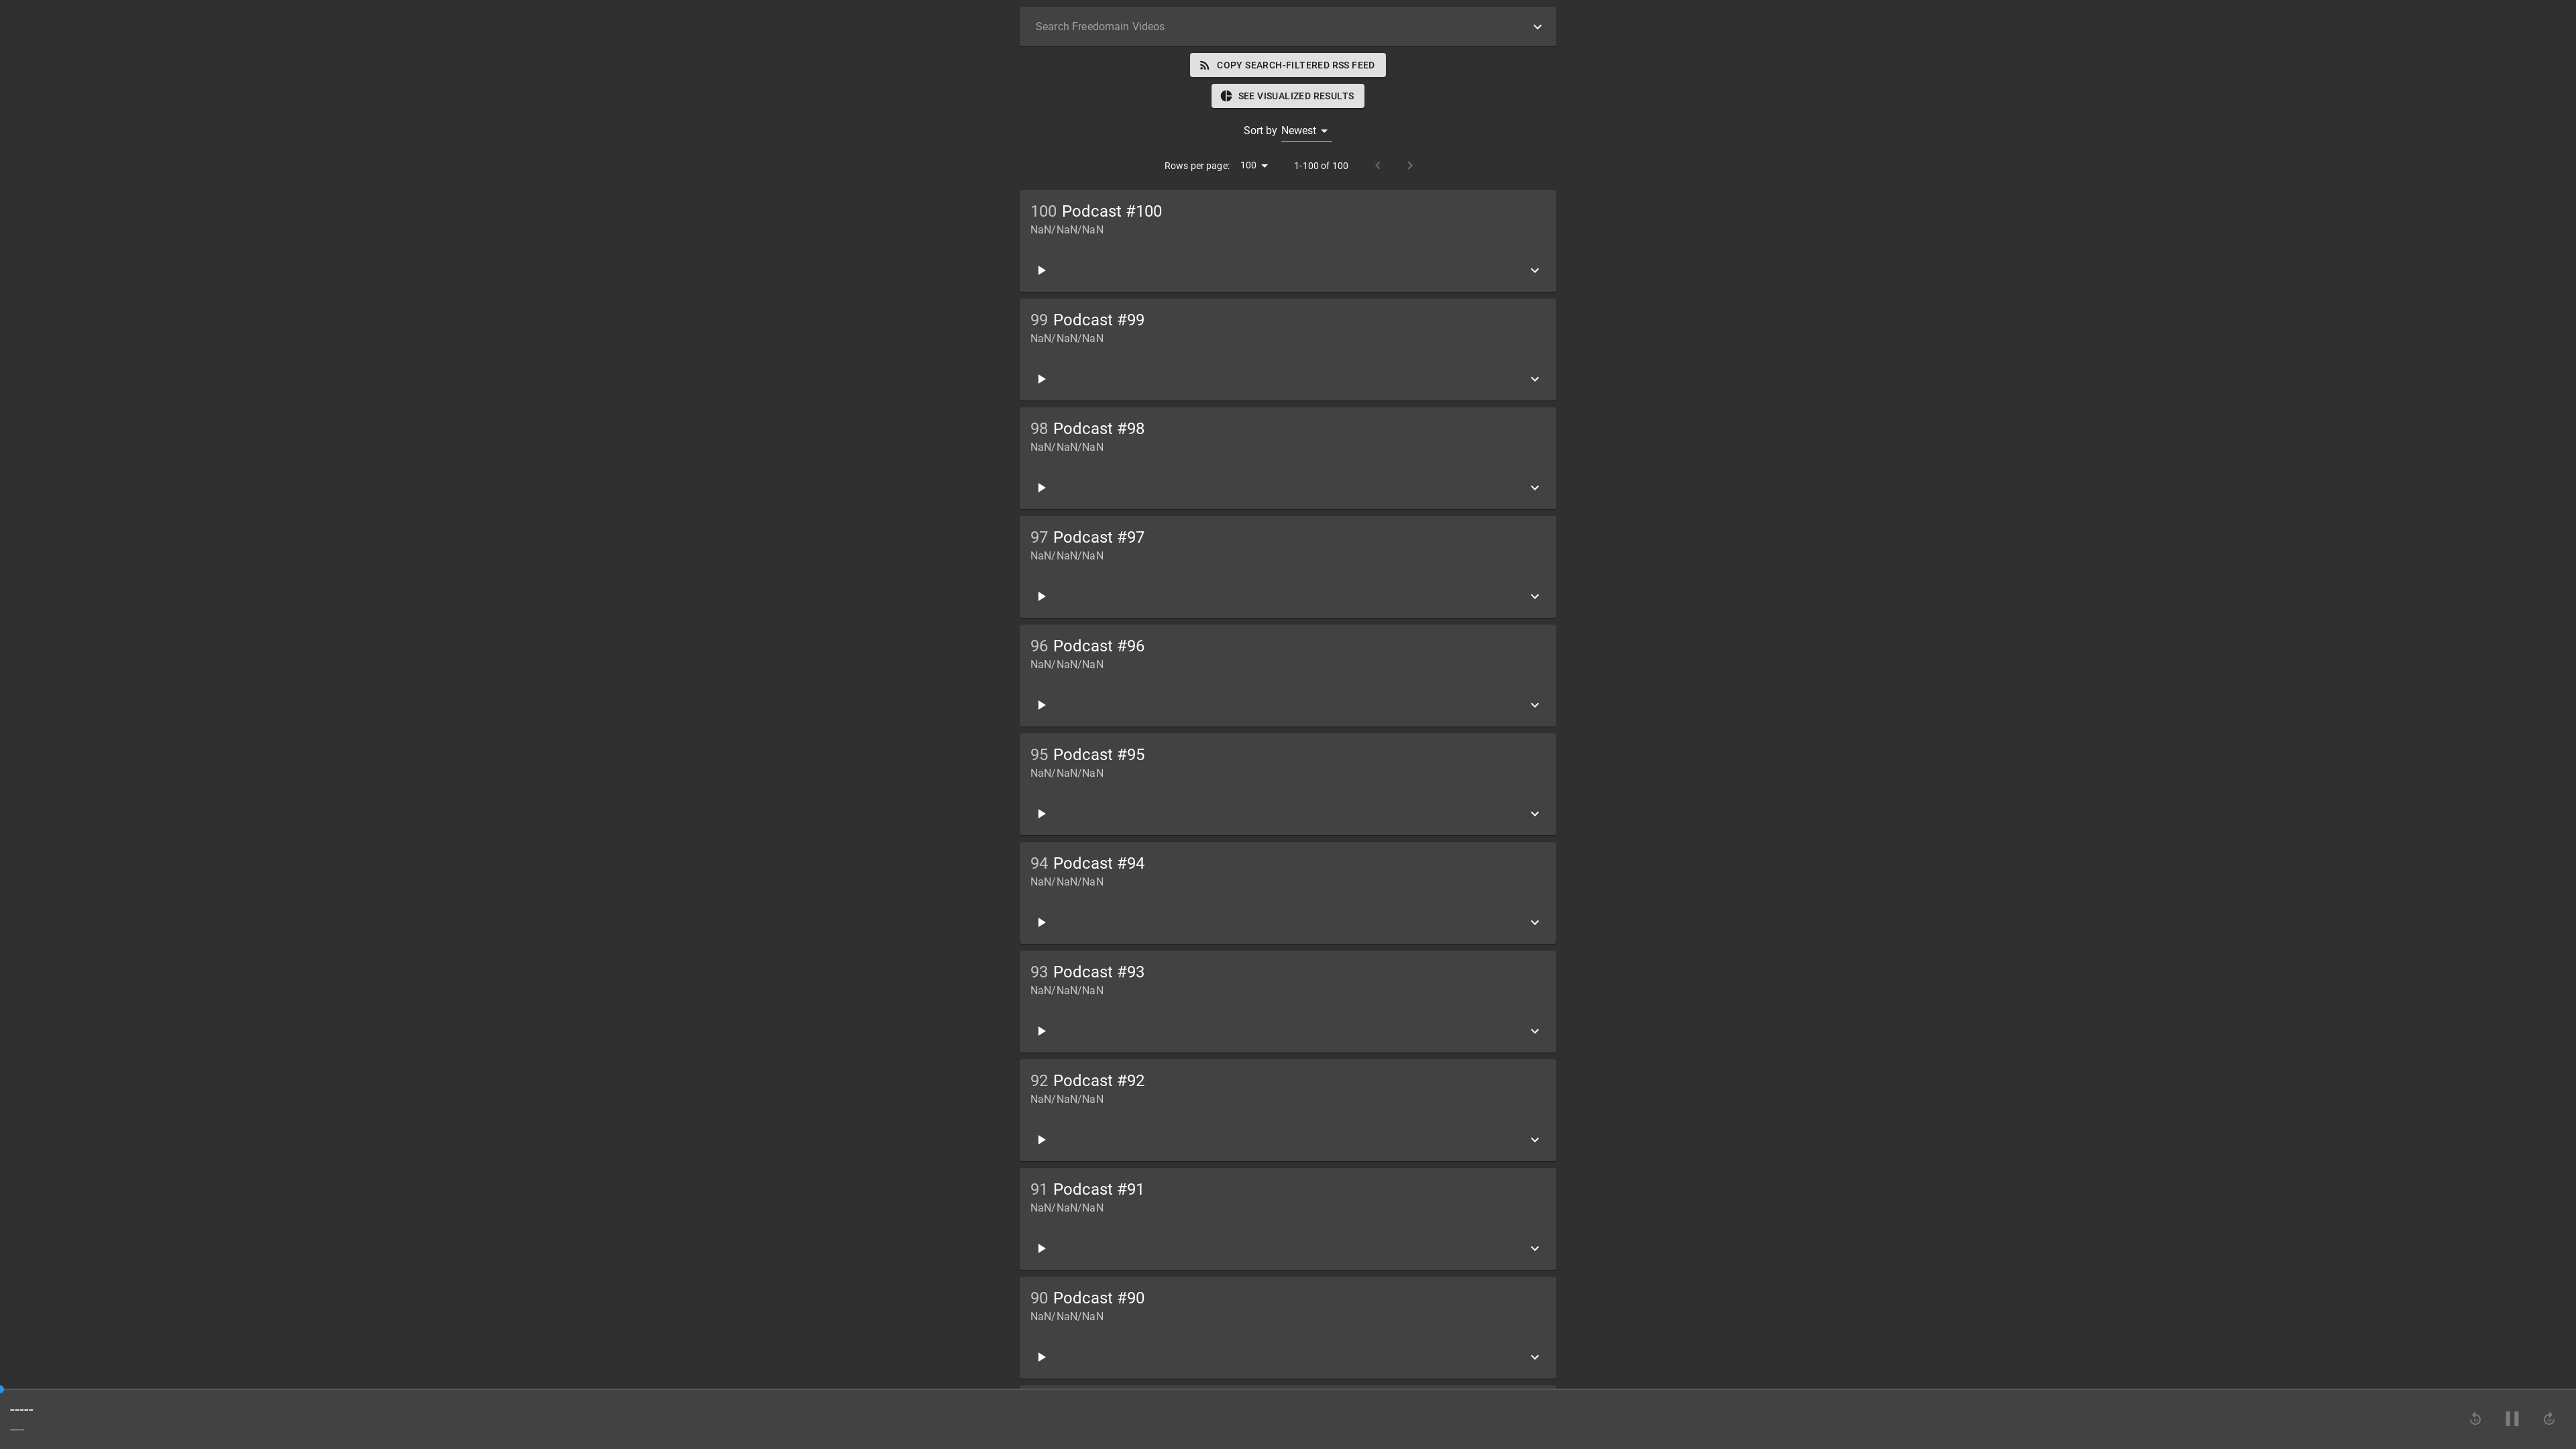 Search Freedomain Videos
COPY SEARCH-FILTERED RSS FEED
SEE VISUALIZED RESULTS
Sort by Newest
Rows per page: 100 1-100 of 100
100 Podcast #100
NaN/NaN/NaN
99 Podcast #99
NaN/NaN/NaN
98 Podcast #98
NaN/NaN/NaN
97 Podcast #97
NaN/NaN/NaN
96 Podcast #96
NaN/NaN/NaN
95 Podcast #95
NaN/NaN/NaN
94 Podcast #94
NaN/NaN/NaN
93 Podcast #93
NaN/NaN/NaN
92 Podcast #92
NaN/NaN/NaN
91 Podcast #91
NaN/NaN/NaN
90 Podcast #90
NaN/NaN/NaN
-----
-----